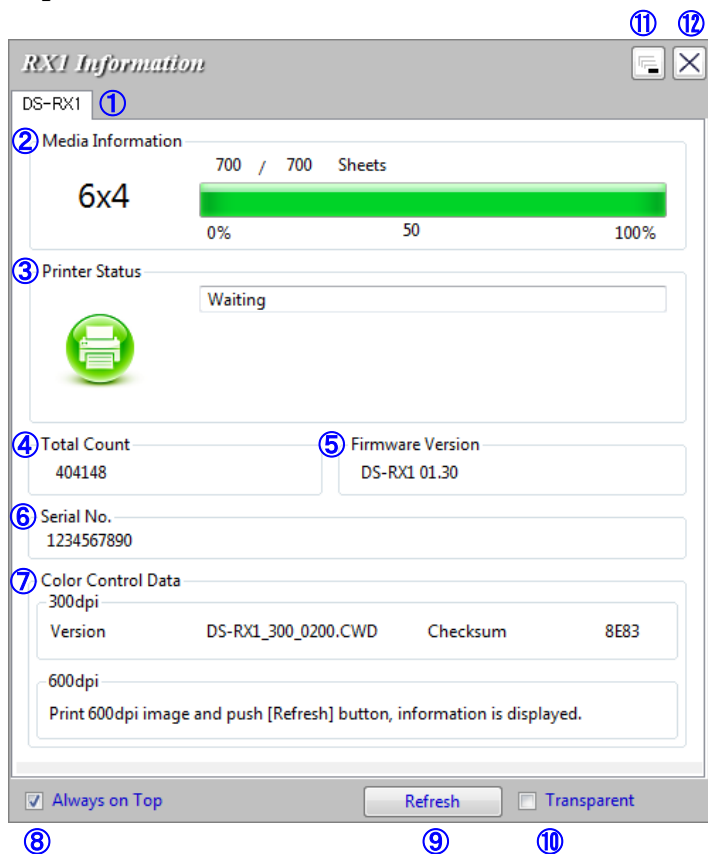 ⑪ ⑫
RX1 Information
DS-RX1 ①
② Media Information
700 / 700 Sheets
6x4
0% 50 100%
③ Printer Status
Waiting
④ Total Count ⑤ Firmware Version
404148 DS-RX1 01.30
⑥ Serial No.
1234567890
⑦ Color Control Data
300dpi
Version DS-RX1_300_0200.CWD Checksum 8E83
600dpi
Print 600dpi image and push [Refresh] button, information is displayed.
Always on Top Refresh Transparent
⑧ ⑨ ⑩